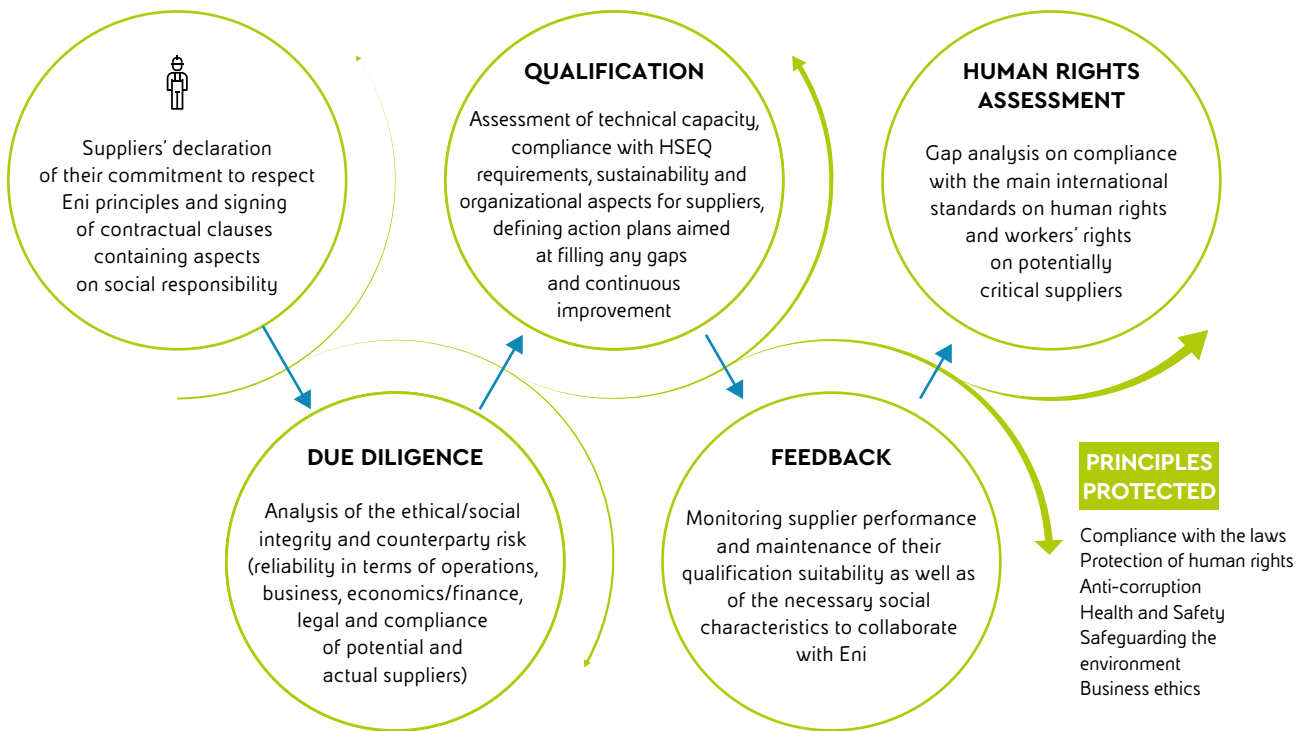 Suppliers' declaration
of their commitment to respect
Eni principles and signing
of contractual clauses
containing aspects
on social responsibility
DUE DILIGENCE
Analysis of the ethical/social
integrity and counterparty risk
(reliability in terms of operations,
business, economics/finance,
legal and compliance
of potential and
actual suppliers)
QUALIFICATION
Assessment of technical capacity,
compliance with HSEQ
requirements, sustainability and
organizational aspects for suppliers,
defining action plans aimed
at filling any gaps
and continuous
improvement
FEEDBACK
Monitoring supplier performance
and maintenance of their
qualification suitability as well as
of the necessary social
characteristics to collaborate
with Eni
HUMAN RIGHTS
ASSESSMENT
Gap analysis on compliance
with the main international
standards on human rights
and workers' rights
on potentially
critical suppliers
PRINCIPLES
PROTECTED
Compliance with the laws
Protection of human rights
Anti-corruption
Health and Safety
Safeguarding the
environment
Business ethics